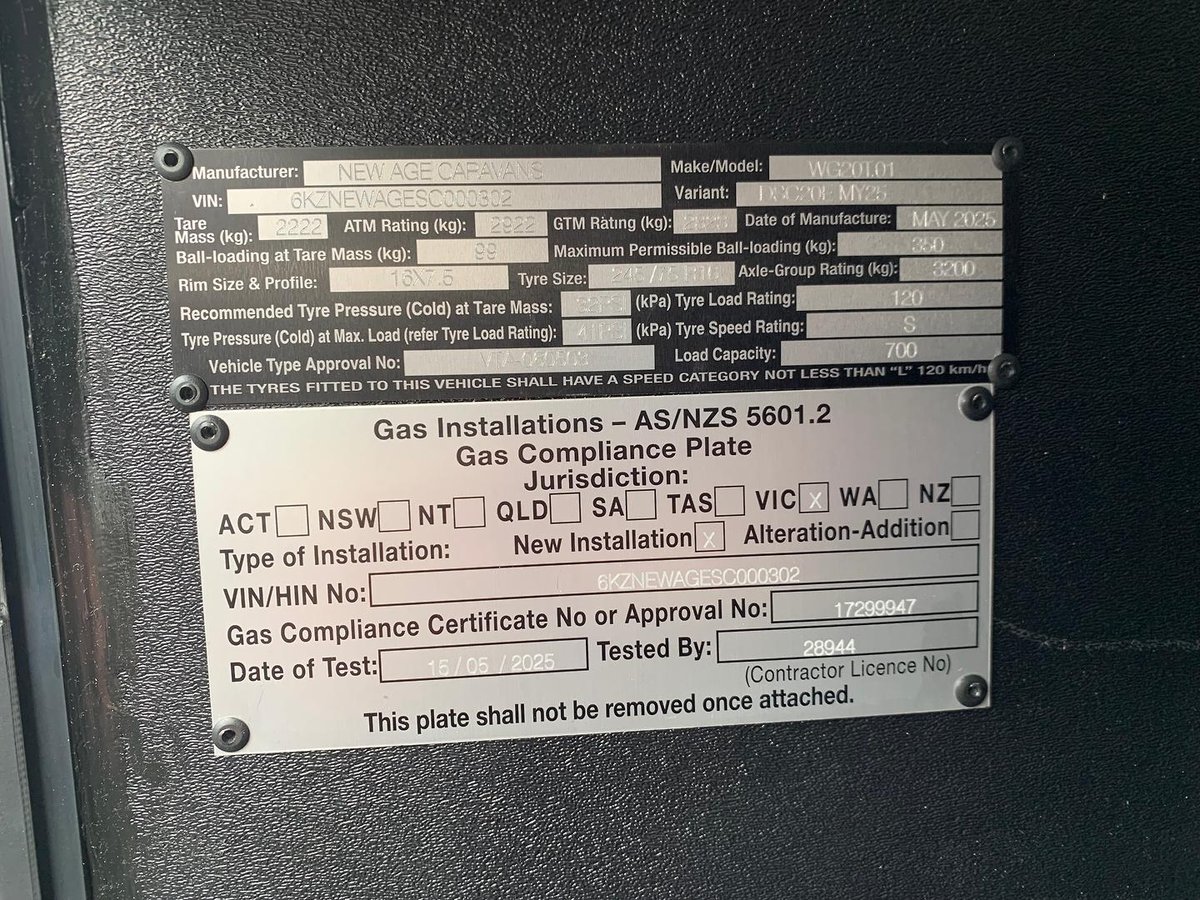 Manufacturer: NEW AGE CARAVANS Make/Model: WG20T.01
VIN: 6KZNEWAGESC000302 Variant: MY25
Tare Mass (kg): 2222 ATM Rating (kg): 2922 GTM Rating (kg): Date of Manufacture: MAY 2025
Ball-loading at Tare Mass (kg): 99 Maximum Permissible Ball-loading (kg): 350
Rim Size & Profile: 16X7.5 Tyre Size: 245/75 R16 Axle-Group Rating (kg): 3200
Recommended Tyre Pressure (Cold) at Tare Mass: (kPa) Tyre Load Rating: 120
Tyre Pressure (Cold) at Max. Load (refer Tyre Load Rating): (kPa) Tyre Speed Rating: S
Vehicle Type Approval No: Load Capacity: 700
THE TYRES FITTED TO THIS VEHICLE SHALL HAVE A SPEED CATEGORY NOT LESS THAN "L" 120 km/h
Gas Installations – AS/NZS 5601.2
Gas Compliance Plate
Jurisdiction:
ACT NSW NT QLD SA TAS VIC X WA NZ
Type of Installation: New Installation X Alteration-Addition
VIN/HIN No: 6KZNEWAGESC000302
Gas Compliance Certificate No or Approval No: 17299947
Date of Test: 15 / 05 / 2025 Tested By: 28944
(Contractor Licence No)
This plate shall not be removed once attached.